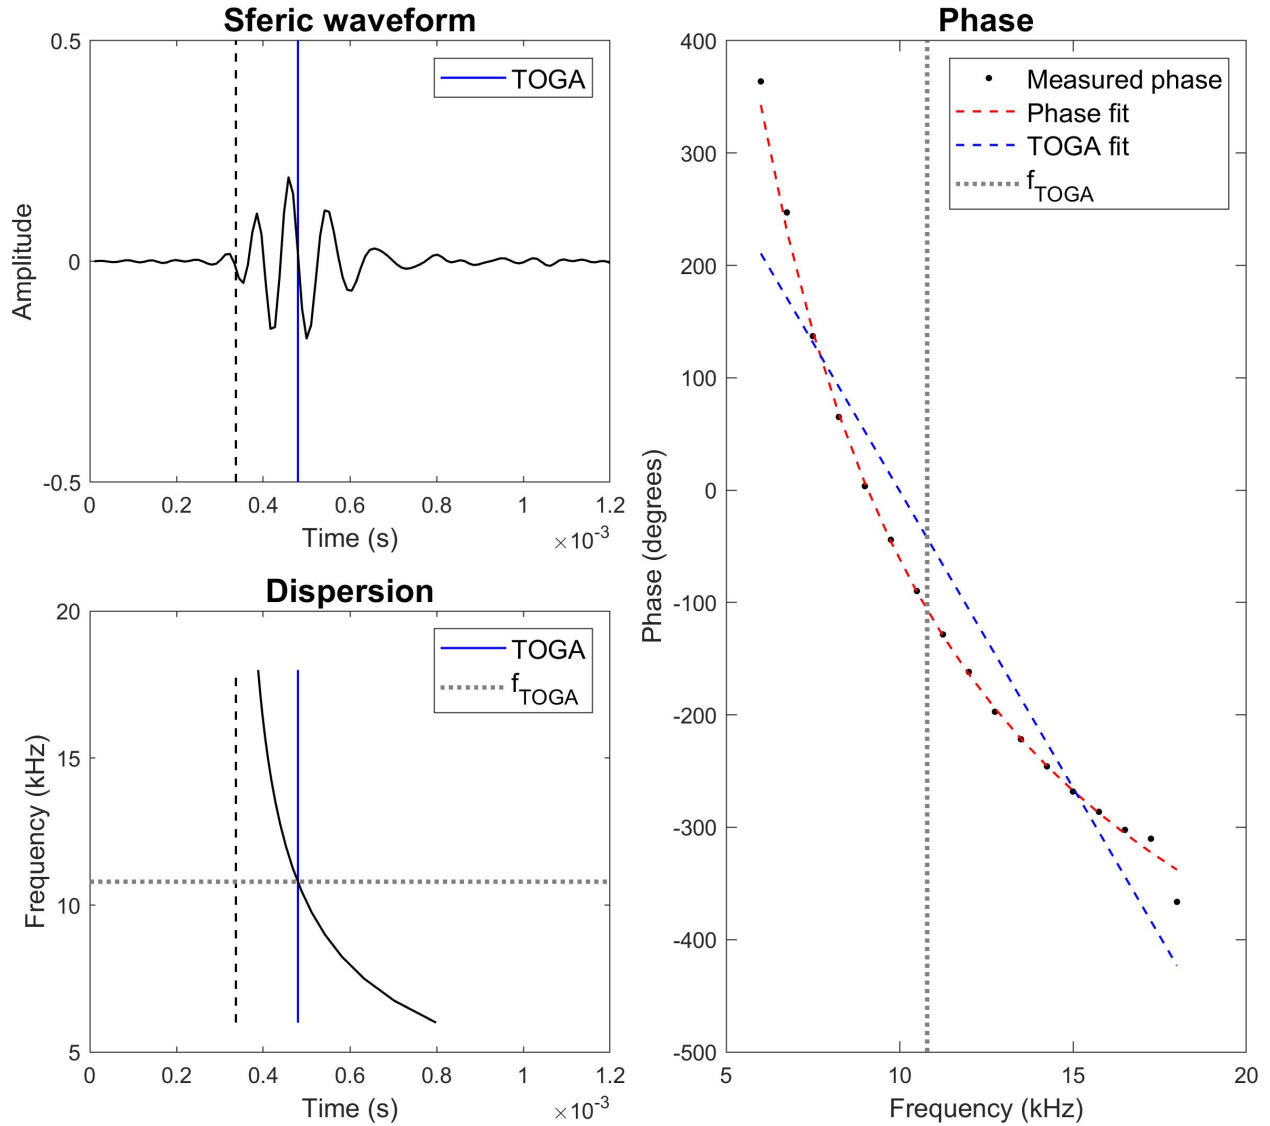 Sferic waveform
0.5
0
-0.5
Amplitude
TOGA
0 0.2 0.4 0.6 0.8 1 1.2
Time (s)
×10-3
Dispersion
20
15
10
5
Frequency (kHz)
TOGA
fTOGA
0 0.2 0.4 0.6 0.8 1 1.2
Time (s)
×10-3
Phase
400
300
200
100
0
-100
-200
-300
-400
-500
Phase (degrees)
Measured phase
Phase fit
TOGA fit
fTOGA
5 10 15 20
Frequency (kHz)